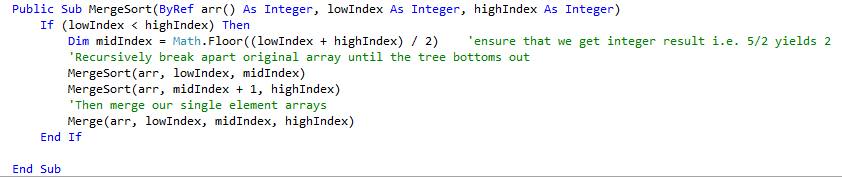 Public Sub MergeSort(ByRef arr() As Integer, lowIndex As Integer, highIndex As Integer)
If (lowIndex < highIndex) Then
Dim midIndex = Math.Floor((lowIndex + highIndex) / 2) 'ensure that we get integer result i.e. 5/2 yields 2
'Recursively break apart original array until the tree bottoms out
MergeSort(arr, lowIndex, midIndex)
MergeSort(arr, midIndex + 1, highIndex)
'Then merge our single element arrays
Merge(arr, lowIndex, midIndex, highIndex)
End If
End Sub